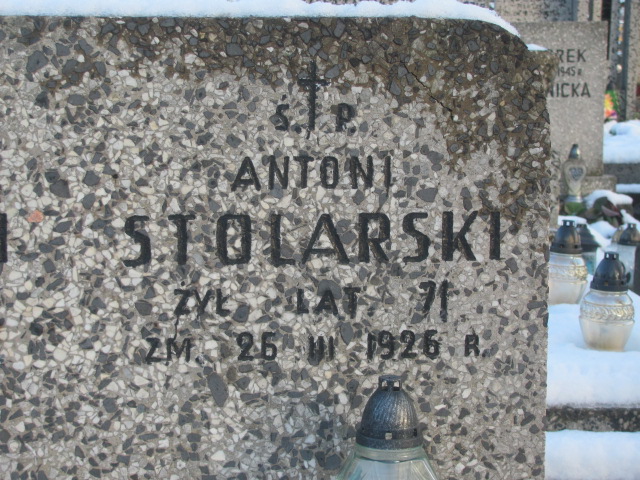 Ś. P.
ANTONI
STOLARSKI
ŻYŁ LAT 71
ZM. 26 III 1926 R.